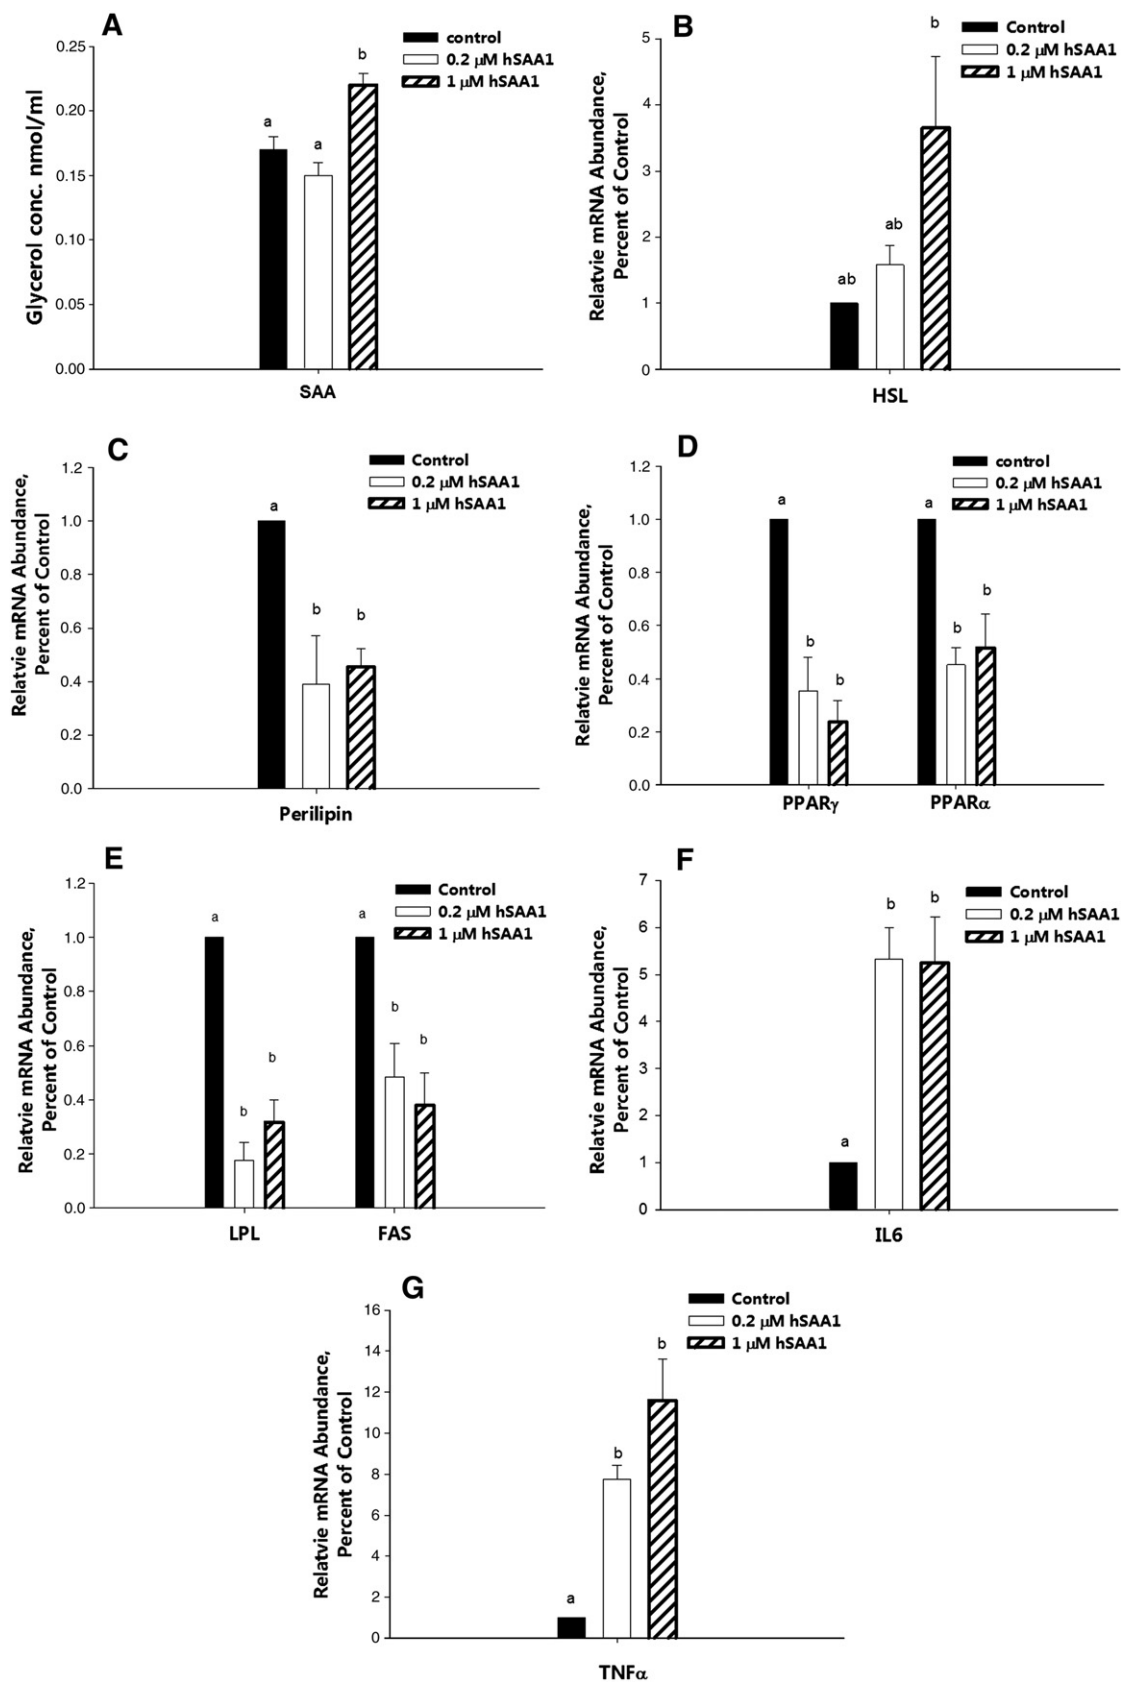 A
control
0.2 μM hSAA1
1 μM hSAA1
Glycerol conc. nmol/ml
0.25
0.20
0.15
0.10
0.05
0.00
a
a
b
SAA
B
Control
0.2 μM hSAA1
1 μM hSAA1
Relatvie mRNA Abundance,
Percent of Control
5
4
3
2
1
0
ab
ab
b
HSL
C
Control
0.2 μM hSAA1
1 μM hSAA1
Relatvie mRNA Abundance,
Percent of Control
1.2
1.0
0.8
0.6
0.4
0.2
0.0
a
b
b
Perilipin
D
control
0.2 μM hSAA1
1 μM hSAA1
Relatvie mRNA Abundance,
Percent of Control
1.2
1.0
0.8
0.6
0.4
0.2
0.0
a
b
b
a
b
b
PPARγ
PPARα
E
Control
0.2 μM hSAA1
1 μM hSAA1
Relatvie mRNA Abundance,
Percent of Control
1.2
1.0
0.8
0.6
0.4
0.2
0.0
a
b
b
a
b
b
LPL
FAS
F
Control
0.2 μM hSAA1
1 μM hSAA1
Relatvie mRNA Abundance,
Percent of Control
7
6
5
4
3
2
1
0
a
b
b
IL6
G
Control
0.2 μM hSAA1
1 μM hSAA1
Relatvie mRNA Abundance,
Percent of Control
16
14
12
10
8
6
4
2
0
a
b
b
TNFα